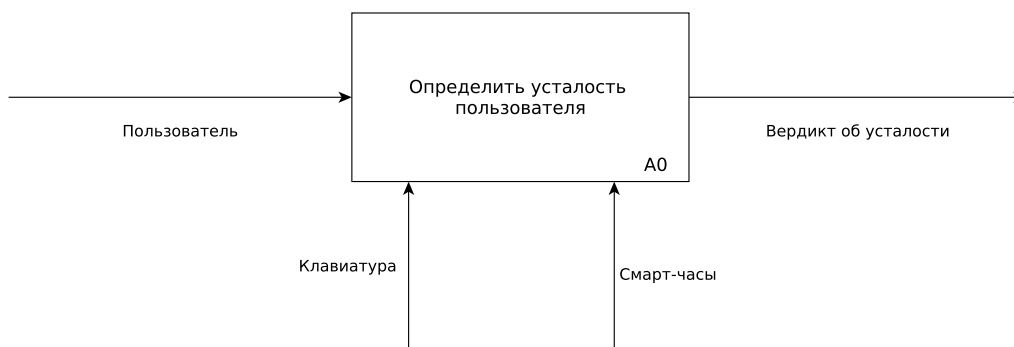 Определить усталость
пользователя
Пользователь
Вердикт об усталости
A0
Клавиатура
Смарт-часы